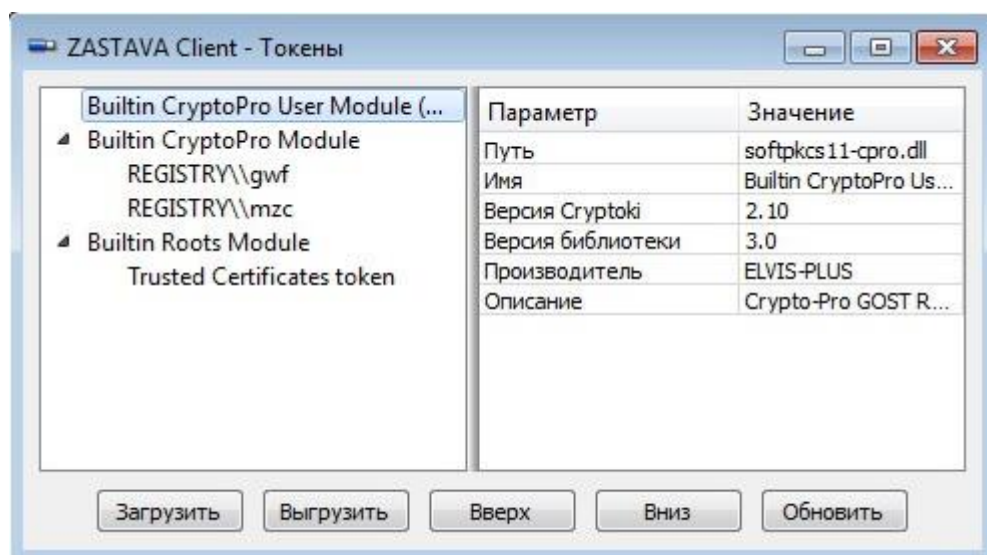 ZASTAVA Client - Токены
Builtin CryptoPro User Module (...
Builtin CryptoPro Module
REGISTRY\\gwf
REGISTRY\\mzc
Builtin Roots Module
Trusted Certificates token
Параметр Значение
Путь softpkcs11-cpro.dll
Имя Builtin CryptoPro Us...
Версия Cryptoki 2.10
Версия библиотеки 3.0
Производитель ELVIS-PLUS
Описание Crypto-Pro GOST R...
Загрузить Выгрузить Вверх Вниз Обновить